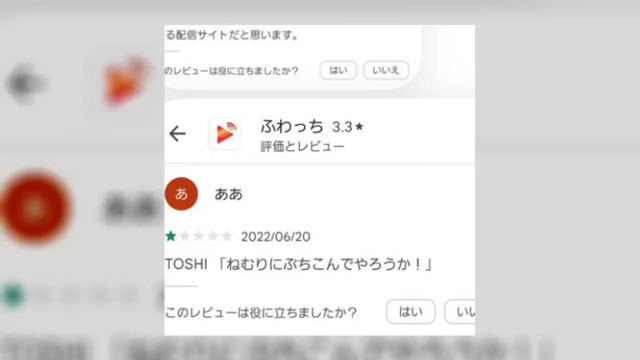 る配信サイトだと思います。
のレビューは役に立ちましたか？ はい いいえ
ふわっち 3.3★
評価とレビュー
あ ああ
2022/06/20
TOSHI 「ねむりにぶちこんでやろうか！」
このレビューは役に立ちましたか？ はい いい